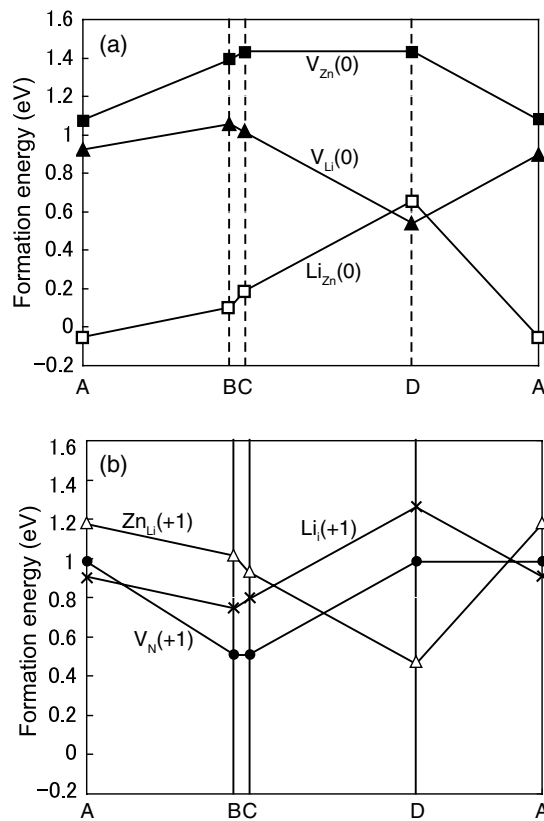 (a)
Formation energy (eV)
1.6
1.4
1.2
1
0.8
0.6
0.4
0.2
0
−0.2
V_Zn(0)
V_Li(0)
Li_Zn(0)
A
B
C
D
A
(b)
Formation energy (eV)
1.6
1.4
1.2
1
0.8
0.6
0.4
0.2
0
-0.2
Zn_Li(+1)
Li_i(+1)
V_N(+1)
A
B
C
D
A